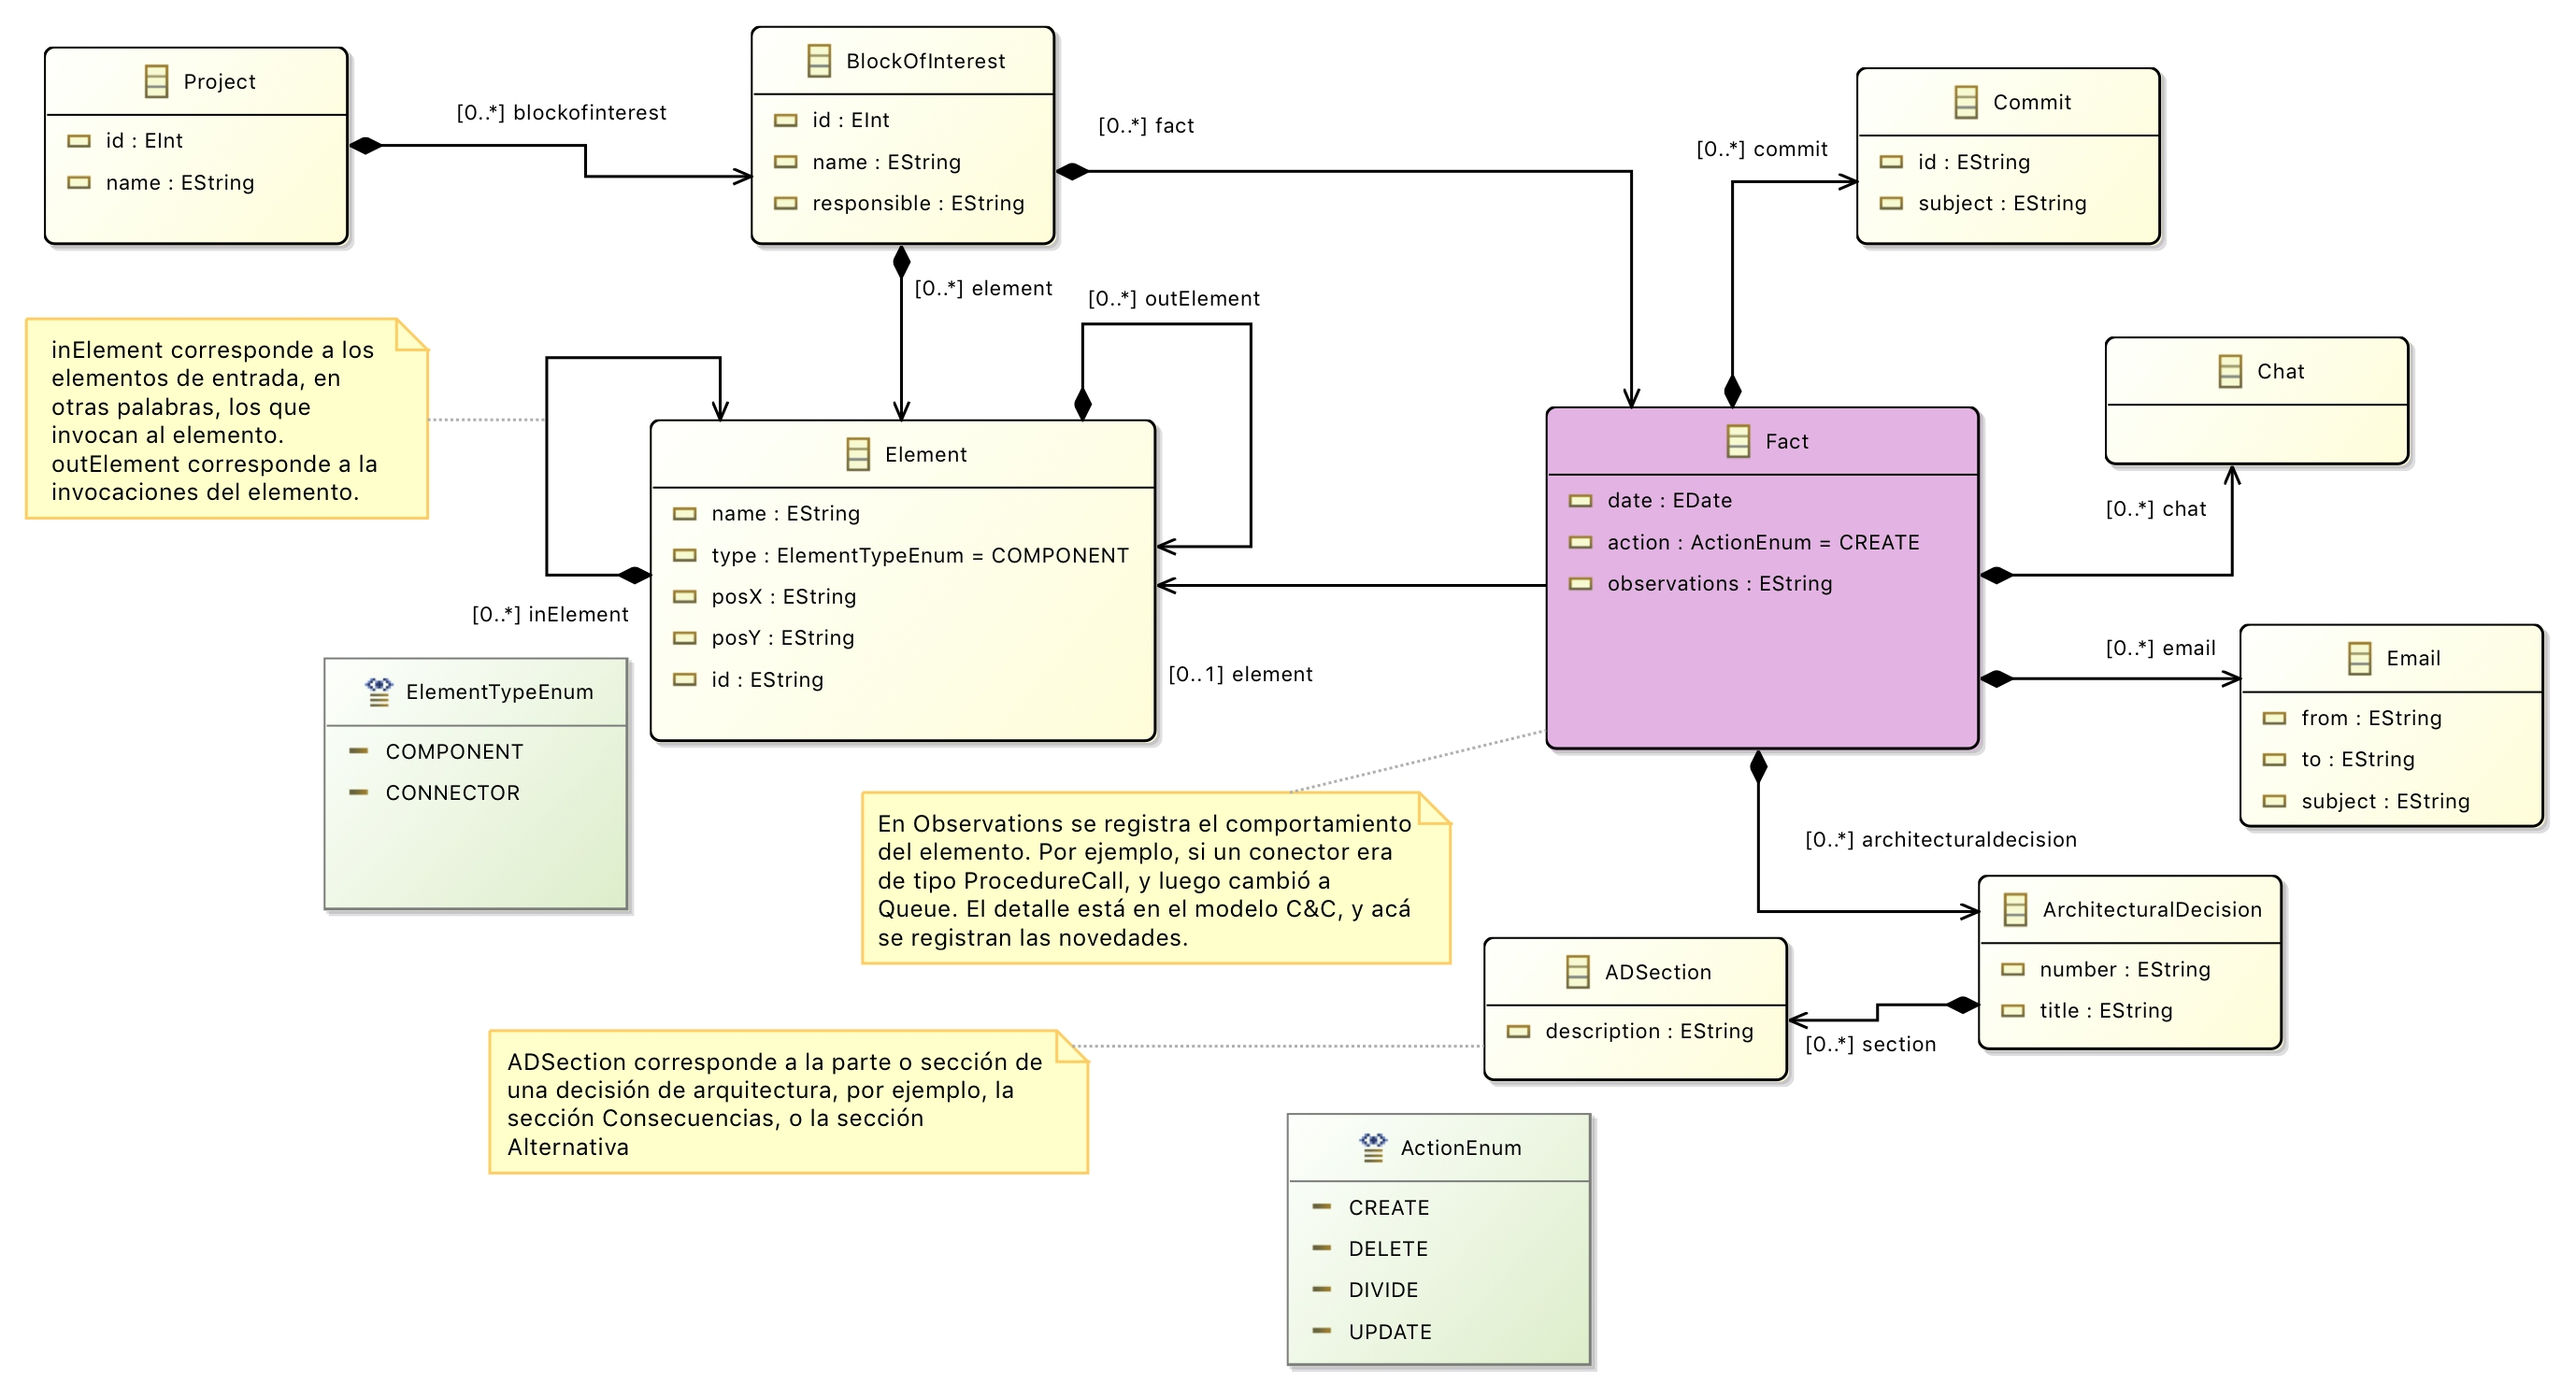 Project
id : EInt
name : EString
[0..*] blockofinterest
BlockOfInterest
id : EInt
name : EString
responsible : EString
[0..*] fact
[0..*] commit
Commit
id : EString
subject : EString
[0..*] element
[0..*] outElement
inElement corresponde a los
elementos de entrada, en
otras palabras, los que
invocan al elemento.
outElement corresponde a la
invocaciones del elemento.
[0..*] inElement
Element
name : EString
type : ElementTypeEnum = COMPONENT
posX : EString
posY : EString
id : EString
[0..1] element
Fact
date : EDate
action : ActionEnum = CREATE
observations : EString
Chat
[0..*] chat
[0..*] email
Email
from : EString
to : EString
subject : EString
ElementTypeEnum
COMPONENT
CONNECTOR
En Observations se registra el comportamiento
del elemento. Por ejemplo, si un conector era
de tipo ProcedureCall, y luego cambió a
Queue. El detalle está en el modelo C&C, y acá
se registran las novedades.
[0..*] architecturaldecision
ArchitecturalDecision
number : EString
title : EString
[0..*] section
ADSection
description : EString
ADSection corresponde a la parte o sección de
una decisión de arquitectura, por ejemplo, la
sección Consecuencias, o la sección
Alternativa
ActionEnum
CREATE
DELETE
DIVIDE
UPDATE